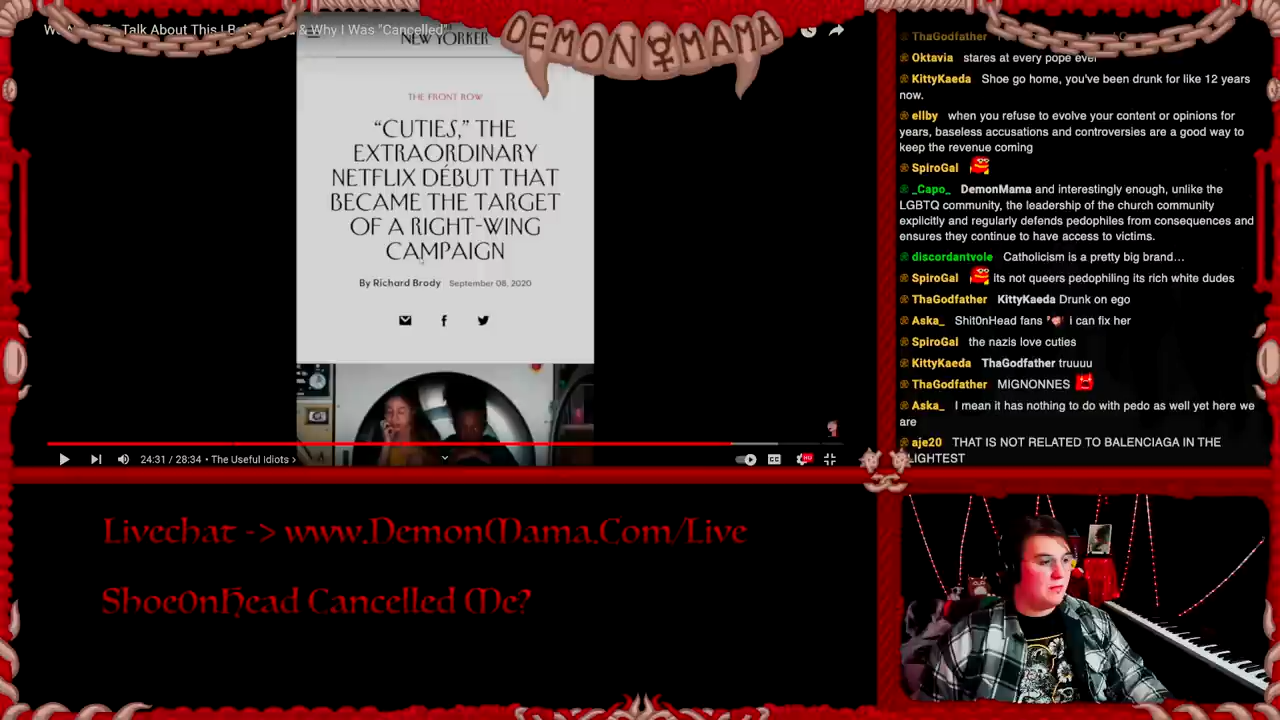 Talk About This ! Ba
& Why I Was "Cancelled"
DEMON MAMA
NEW YORKER
THE FRONT ROW
“CUTIES,” THE
EXTRAORDINARY
NETFLIX DÉBUT THAT
BECAME THE TARGET
OF A RIGHT-WING
CAMPAIGN
By Richard Brody September 08, 2020
24:31 / 28:34 • The Useful Idiots >
CC
HD
ThaGodfather
Oktavia stares at every pope ever
KittyKaeda Shoe go home, you've been drunk for like 12 years
now.
ellby when you refuse to evolve your content or opinions for
years, baseless accusations and controversies are a good way to
keep the revenue coming
SpiroGal
_Capo_ DemonMama and interestingly enough, unlike the
LGBTQ community, the leadership of the church community
explicitly and regularly defends pedophiles from consequences and
ensures they continue to have access to victims.
discordantvole Catholicism is a pretty big brand…
SpiroGal its not queers pedophiling its rich white dudes
ThaGodfather KittyKaeda Drunk on ego
Aska_ Shit0nHead fans i can fix her
SpiroGal the nazis love cuties
KittyKaeda ThaGodfather truuuu
ThaGodfather MIGNONNES
Aska_ I mean it has nothing to do with pedo as well yet here we
are
aje20 THAT IS NOT RELATED TO BALENCIAGA IN THE
LIGHTEST
Livechat -> www.DemonMama.Com/Live
Shoe0nHead Cancelled Me?